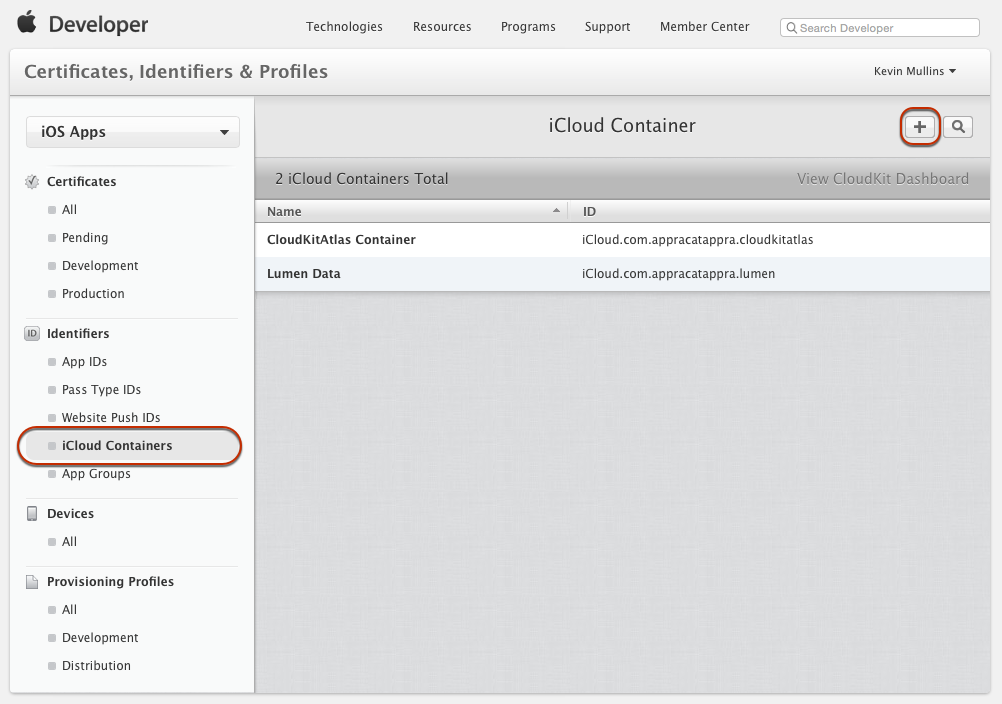 Developer
Technologies Resources Programs Support Member Center Search Developer
Certificates, Identifiers & Profiles Kevin Mullins
iOS Apps
Certificates
All
Pending
Development
Production
ID Identifiers
App IDs
Pass Type IDs
Website Push IDs
iCloud Containers
App Groups
Devices
All
Provisioning Profiles
All
Development
Distribution
iCloud Container
2 iCloud Containers Total View CloudKit Dashboard
Name ID
CloudKitAtlas Container iCloud.com.appracatappra.cloudkitatlas
Lumen Data iCloud.com.appracatappra.lumen